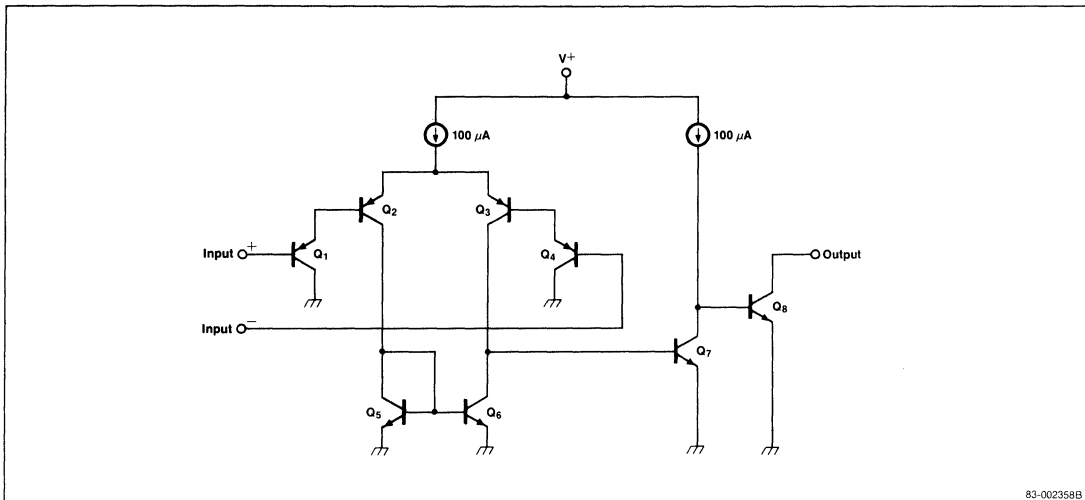 V+
100 μA
100 μA
Q2
Q3
Input +
Q1
Q4
Output
Q8
Input −
Q7
Q5
Q6
83-002358B